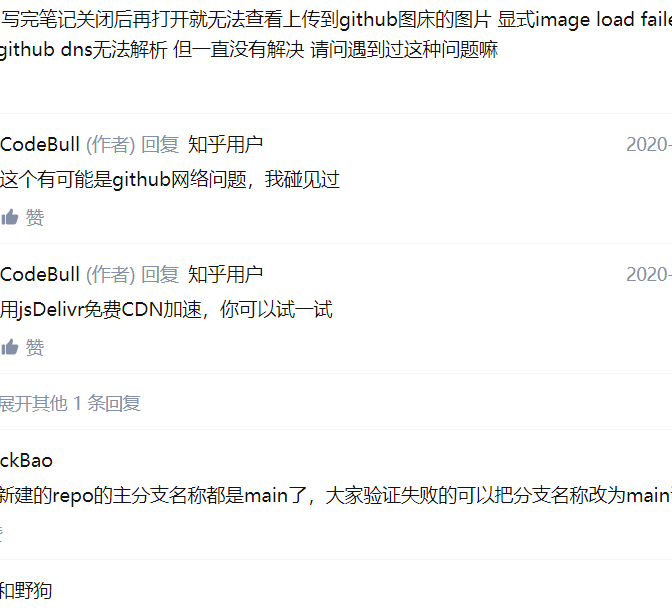 写完笔记关闭后再打开就无法查看上传到github图床的图片 显式image load faile
github dns无法解析 但一直没有解决 请问遇到过这种问题嘛
CodeBull (作者) 回复 知乎用户 2020-
这个有可能是github网络问题，我碰见过
赞
CodeBull (作者) 回复 知乎用户 2020-
用jsDelivr免费CDN加速，你可以试一试
赞
展开其他 1 条回复
ckBao
新建的repo的主分支名称都是main了，大家验证失败的可以把分支名称改为main
和野狗